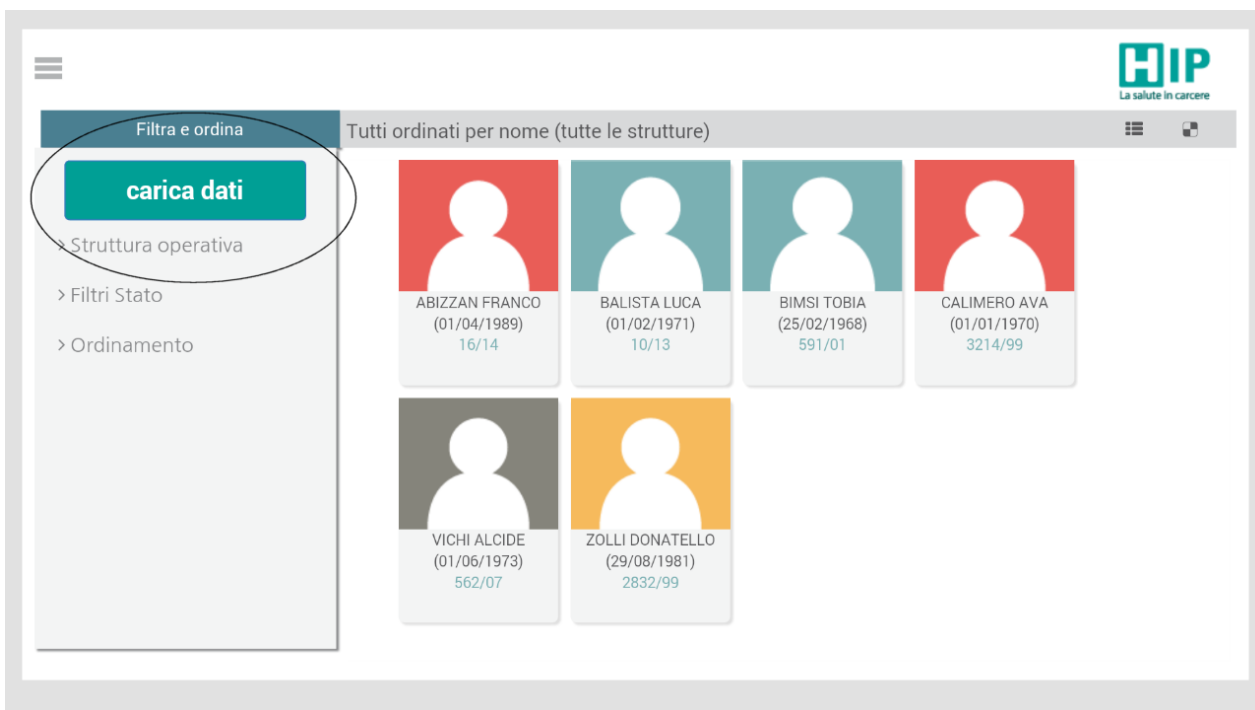 HIP
La salute in carcere
Filtra e ordina
Tutti ordinati per nome (tutte le strutture)
carica dati
> Struttura operativa
> Filtri Stato
> Ordinamento
ABIZZAN FRANCO
(01/04/1989)
16/14
BALISTA LUCA
(01/02/1971)
10/13
BIMSI TOBIA
(25/02/1968)
591/01
CALIMERO AVA
(01/01/1970)
3214/99
VICHI ALCIDE
(01/06/1973)
562/07
ZOLLI DONATELLO
(29/08/1981)
2832/99